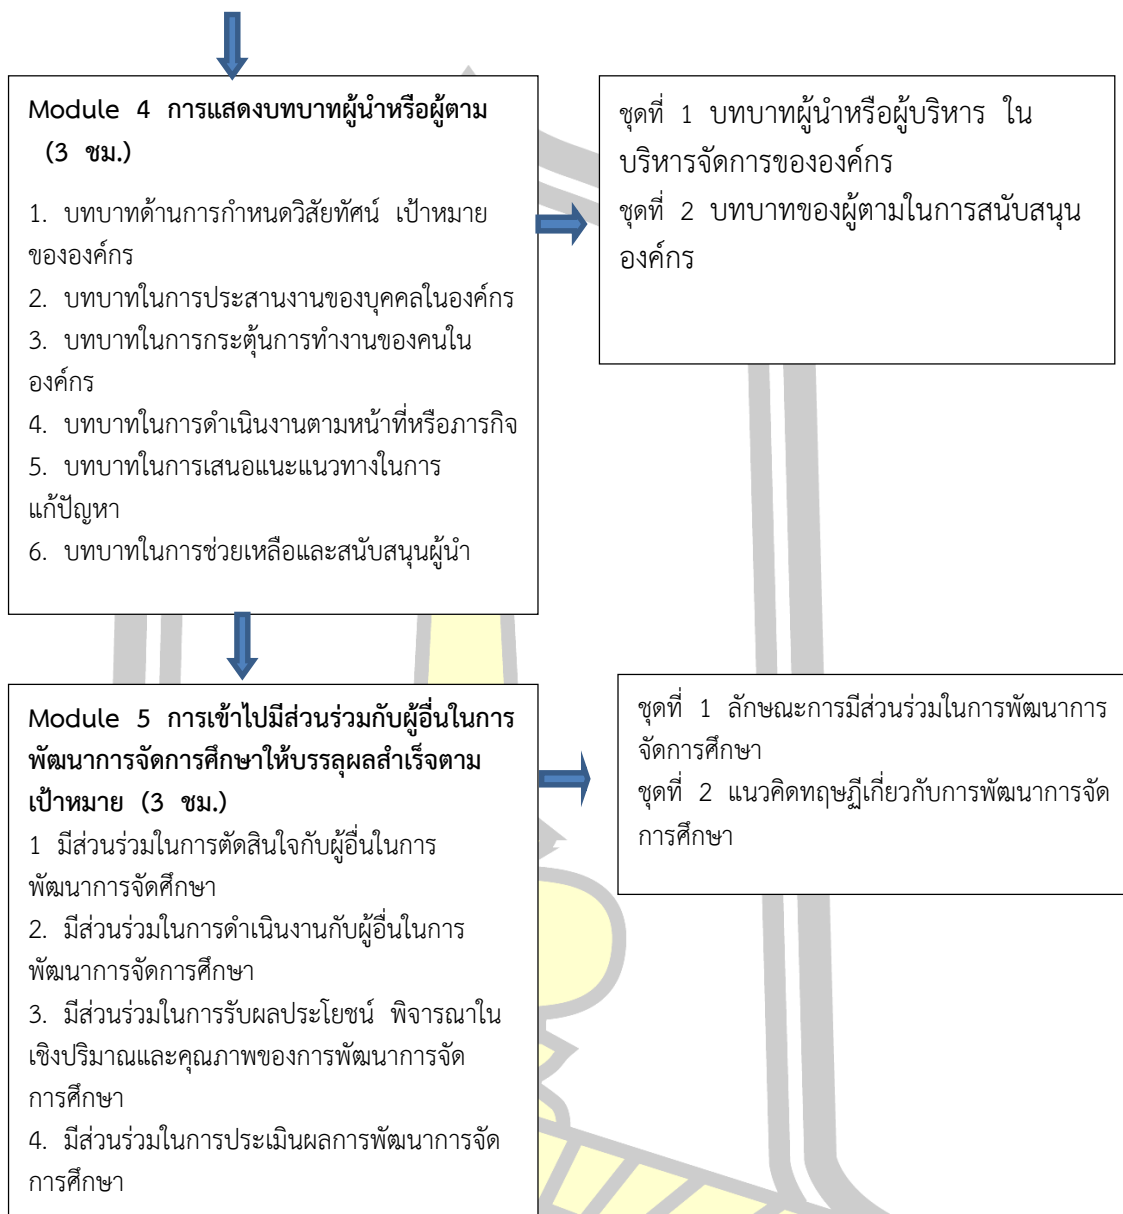 Module 4 การแสดงบทบาทผู้นำหรือผู้ตาม
(3 ชม.)
1. บทบาทด้านการกำหนดวิสัยทัศน์ เป้าหมาย
ขององค์กร
2. บทบาทในการประสานงานของบุคคลในองค์กร
3. บทบาทในการกระตุ้นการทำงานของคนใน
องค์กร
4. บทบาทในการดำเนินงานตามหน้าที่หรือภารกิจ
5. บทบาทในการเสนอแนะแนวทางในการ
แก้ปัญหา
6. บทบาทในการช่วยเหลือและสนับสนุนผู้นำ
ชุดที่ 1 บทบาทผู้นำหรือผู้บริหาร ใน
บริหารจัดการขององค์กร
ชุดที่ 2 บทบาทของผู้ตามในการสนับสนุน
องค์กร
Module 5 การเข้าไปมีส่วนร่วมกับผู้อื่นในการ
พัฒนาการจัดการศึกษาให้บรรลุผลสำเร็จตาม
เป้าหมาย (3 ชม.)
1 มีส่วนร่วมในการตัดสินใจกับผู้อื่นในการ
พัฒนาการจัดศึกษา
2. มีส่วนร่วมในการดำเนินงานกับผู้อื่นในการ
พัฒนาการจัดการศึกษา
3. มีส่วนร่วมในการรับผลประโยชน์ พิจารณาใน
เชิงปริมาณและคุณภาพของการพัฒนาการจัด
การศึกษา
4. มีส่วนร่วมในการประเมินผลการพัฒนาการจัด
การศึกษา
ชุดที่ 1 ลักษณะการมีส่วนร่วมในการพัฒนาการ
จัดการศึกษา
ชุดที่ 2 แนวคิดทฤษฎีเกี่ยวกับการพัฒนาการจัด
การศึกษา